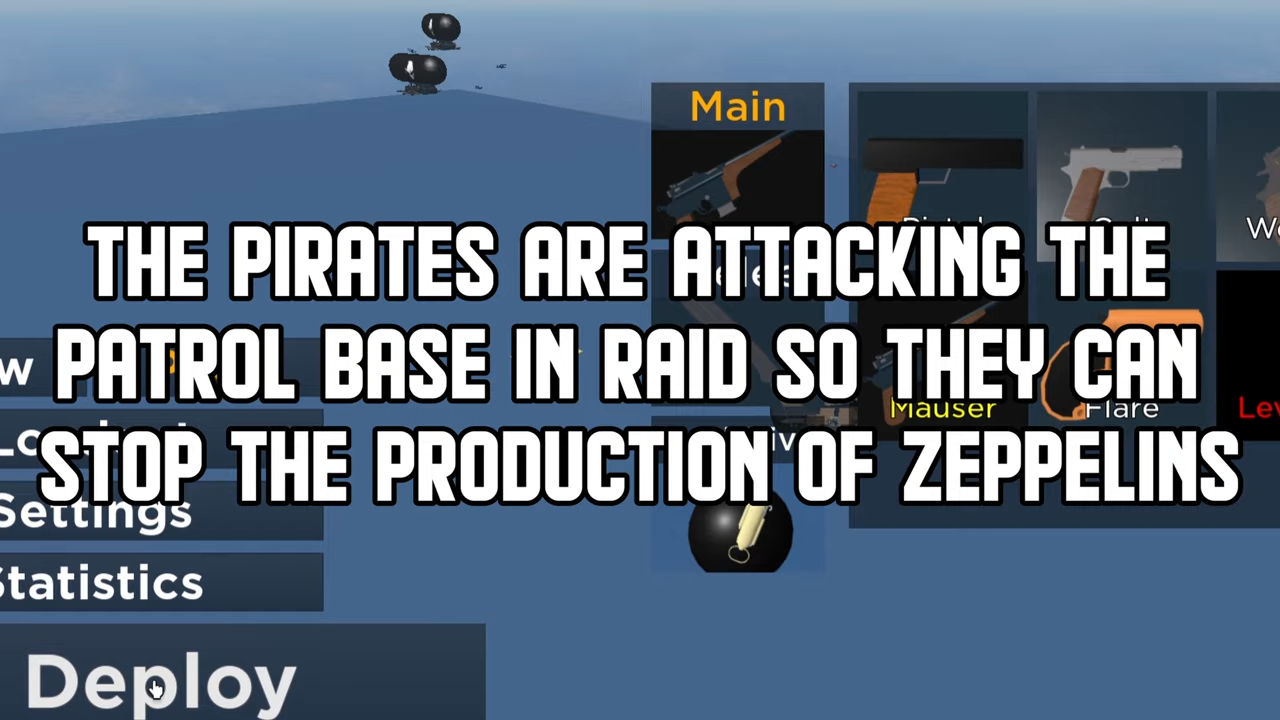 Main
THE PIRATES ARE ATTACKING THE
PATROL BASE IN RAID SO THEY CAN
STOP THE PRODUCTION OF ZEPPELINS
Mauser
Flare
Settings
Statistics
Deploy